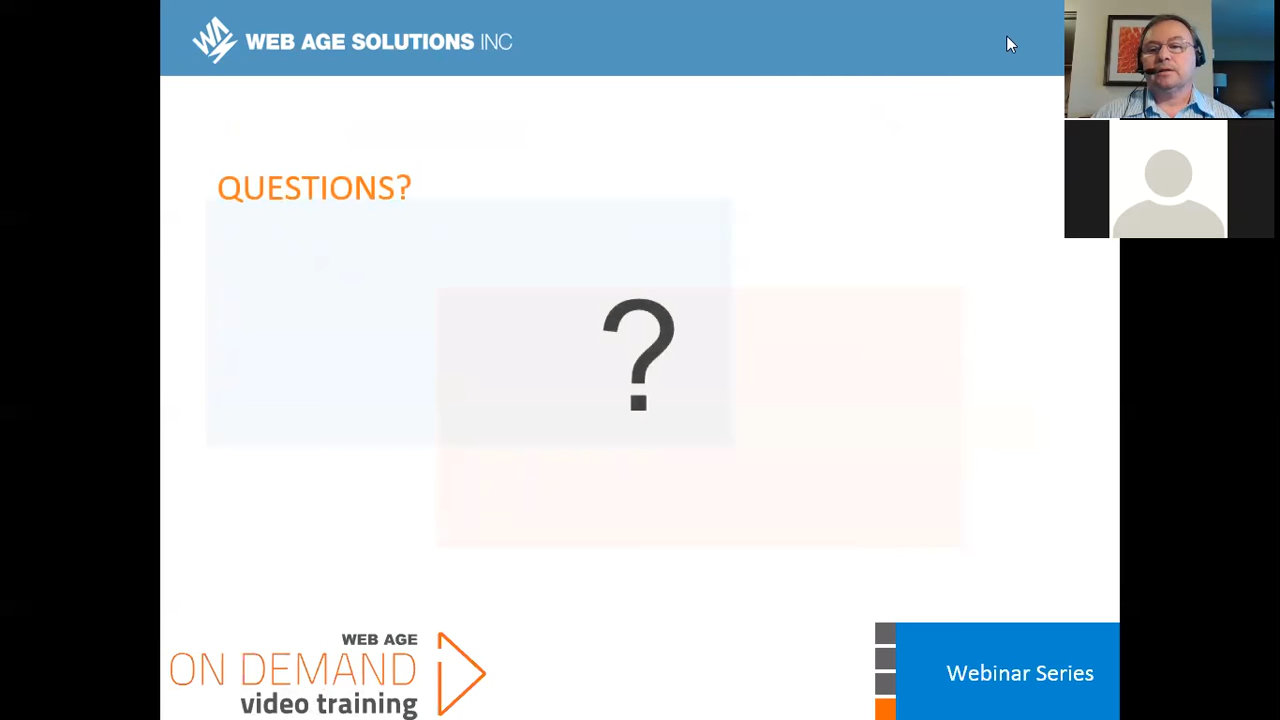 WEB AGE SOLUTIONS INC
QUESTIONS?
?
WEB AGE
ON DEMAND
video training
Webinar Series